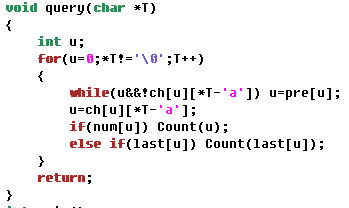 void query(char *T)
{
int u;
for(u=0;*T!='\0';T++)
{
while(u&&!ch[u][*T-'a']) u=pre[u];
u=ch[u][*T-'a'];
if(num[u]) Count(u);
else if(last[u]) Count(last[u]);
}
return;
}